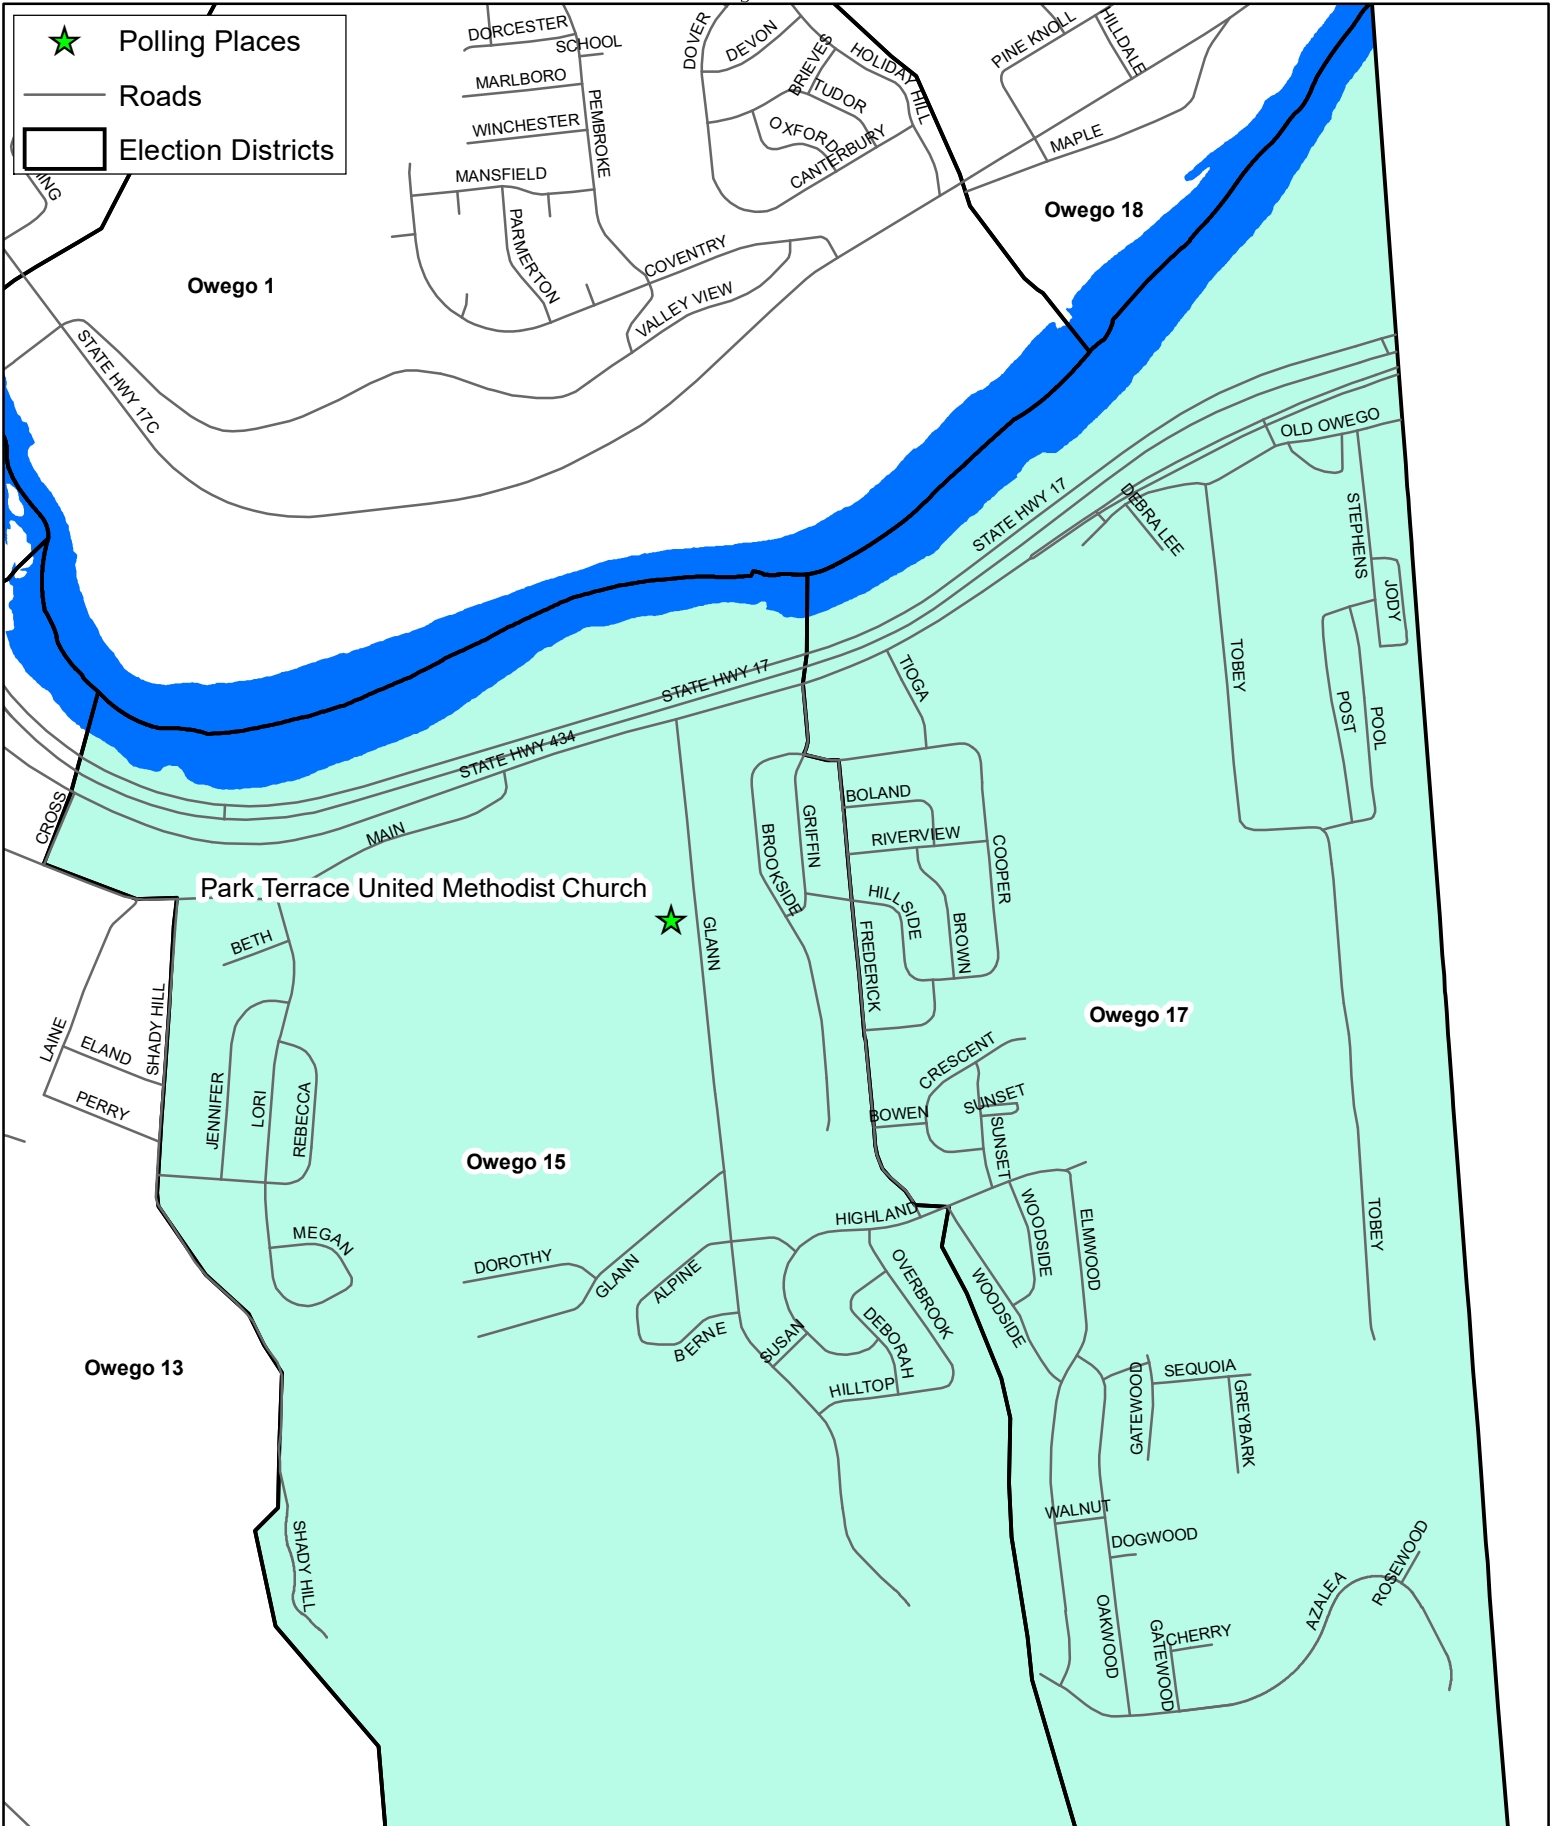 Polling Places
Roads
Election Districts
DORCESTER
SCHOOL
MARLBORO
WINCHESTER
PEMBROKE
MANSFIELD
PARMERTON
COVENTRY
VALLEY VIEW
DOVER
DEVON
BRIEVES
TUDOR
OXFORD
CANTERBURY
HOLIDAY HILL
PINE KNOLL
HILLDALE
MAPLE
Owego 18
Owego 1
STATE HWY 17C
STATE HWY 17
OLD OWEGO
DEBRA LEE
STEPHENS
JODY
TOBEY
POST
POOL
STATE HWY 17
STATE HWY 434
TIOGA
CROSS
MAIN
BOLAND
RIVERVIEW
GRIFFIN
BROOKSIDE
COOPER
HILLSIDE
BROWN
FREDERICK
Park Terrace United Methodist Church
GLANN
BETH
LAINE
ELAND
PERRY
SHADY HILL
JENNIFER
LORI
REBECCA
Owego 17
CRESCENT
SUNSET
BOWEN
SUNSET
Owego 15
HIGHLAND
WOODSIDE
ELMWOOD
TOBEY
MEGAN
DOROTHY
GLANN
ALPINE
BERNE
SUSAN
OVERBROOK
DEBORAH
HILLTOP
WOODSIDE
Owego 13
GATEWOOD
SEQUOIA
GREYBARK
WALNUT
DOGWOOD
SHADY HILL
OAKWOOD
GATEWOOD
CHERRY
AZALEA
ROSEWOOD